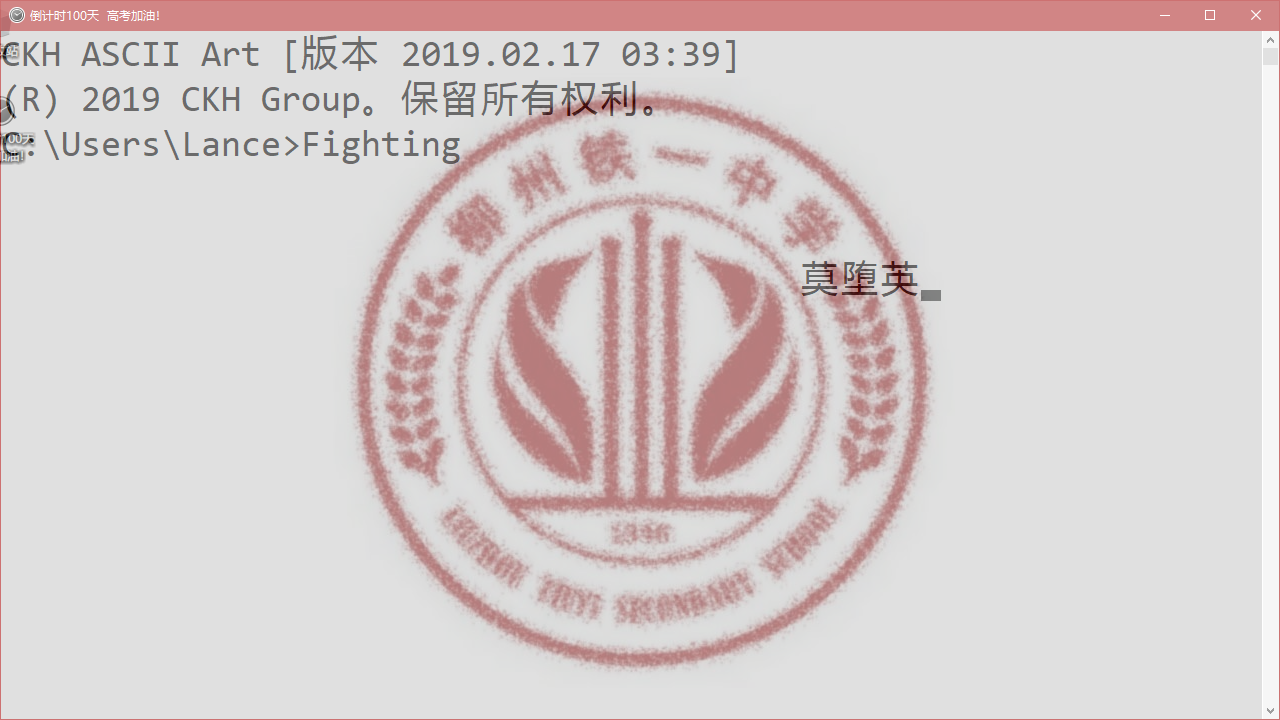 倒计时100天 高考加油!
CKH ASCII Art [版本 2019.02.17 03:39]
(R) 2019 CKH Group。保留所有权利。
C:\Users\Lance>Fighting
柳州铁一中学
莫堕英
SECONDARY SCHOOL